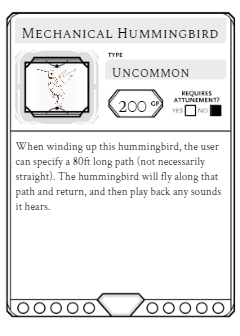 MECHANICAL HUMMINGBIRD
TYPE
UNCOMMON
200 GP
REQUIRES
ATTUNEMENT?
YES NO
When winding up this hummingbird, the user
can specify a 80ft long path (not necessarily
straight). The hummingbird will fly along that
path and return, and then play back any sounds
it hears.